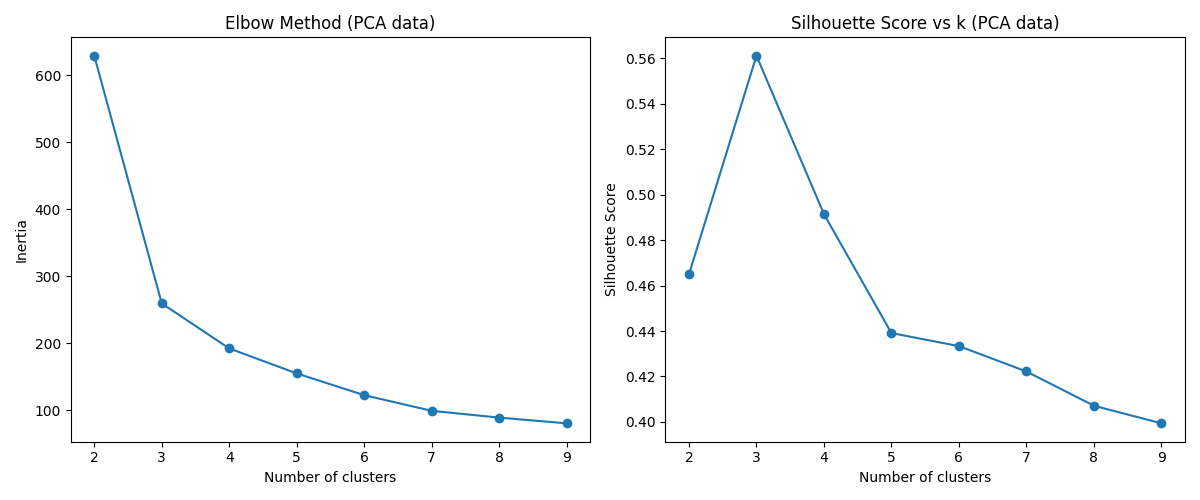 Elbow Method (PCA data)
Inertia
600
500
400
300
200
100
2 3 4 5 6 7 8 9
Number of clusters
Silhouette Score vs k (PCA data)
Silhouette Score
0.56
0.54
0.52
0.50
0.48
0.46
0.44
0.42
0.40
2 3 4 5 6 7 8 9
Number of clusters